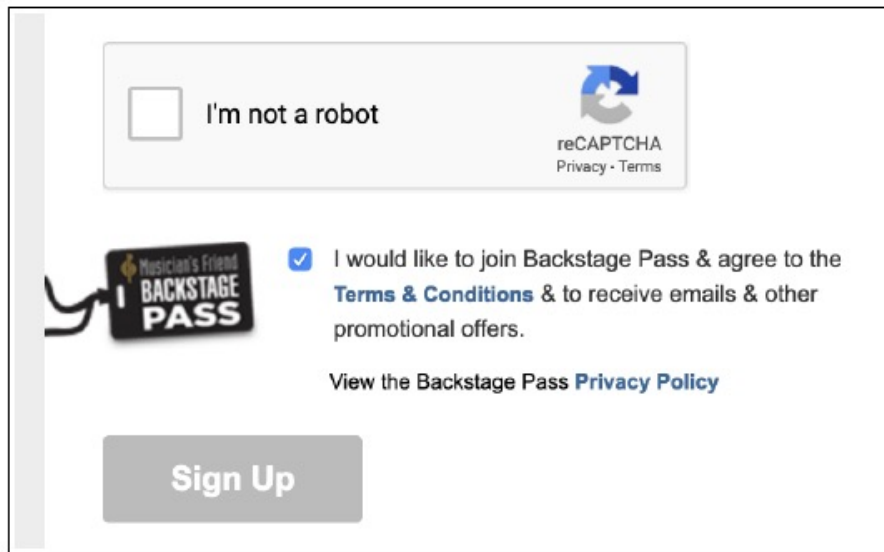 I'm not a robot
reCAPTCHA
Privacy - Terms
Musician's Friend
BACKSTAGE
PASS
I would like to join Backstage Pass & agree to the
Terms & Conditions & to receive emails & other
promotional offers.
View the Backstage Pass Privacy Policy
Sign Up